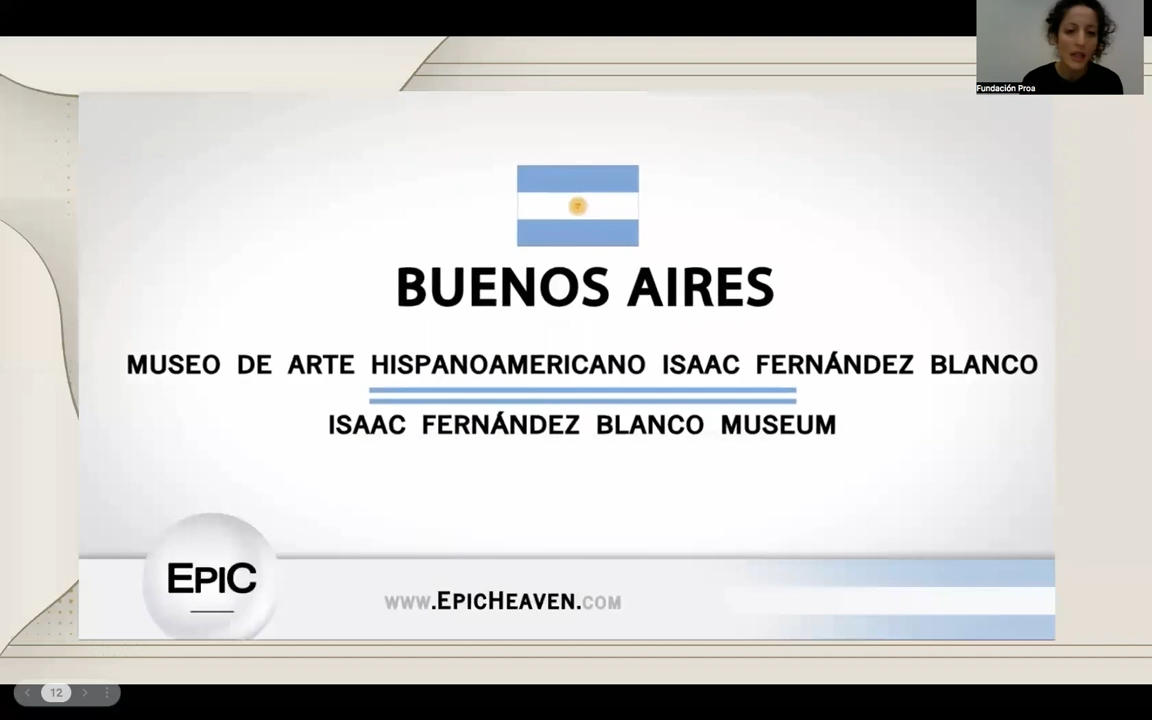 Fundación Proa
BUENOS AIRES
MUSEO DE ARTE HISPANOAMERICANO ISAAC FERNÁNDEZ BLANCO
ISAAC FERNÁNDEZ BLANCO MUSEUM
EPIC
WWW.EPICHEAVEN.COM
12